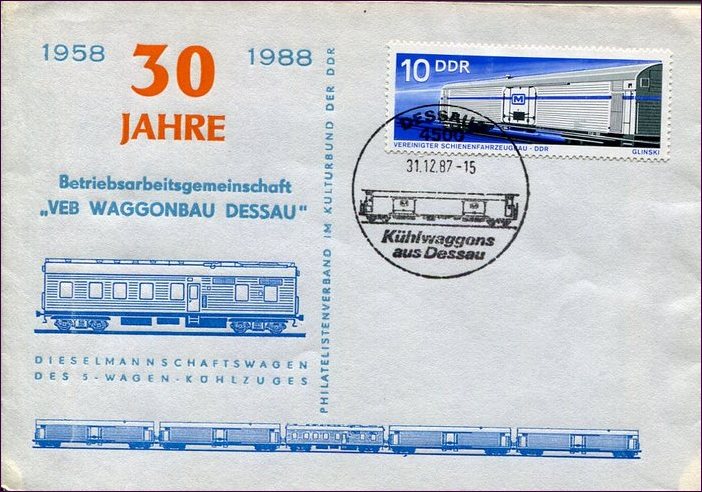 1958 30 1988
JAHRE
Betriebsarbeitsgemeinschaft
„VEB WAGGONBAU DESSAU"
DIESELMANNSCHAFTSWAGEN
DES 5-WAGEN-KÜHLZUGES
PHILATELISTENVERBAND IM KULTURBUND DER DDR
10 DDR
M
VEREINIGTER SCHIENENFAHRZEUGBAU - DDR GLINSKI
DESSAU
4500
31.12.87-15
Kühlwaggons
aus Dessau